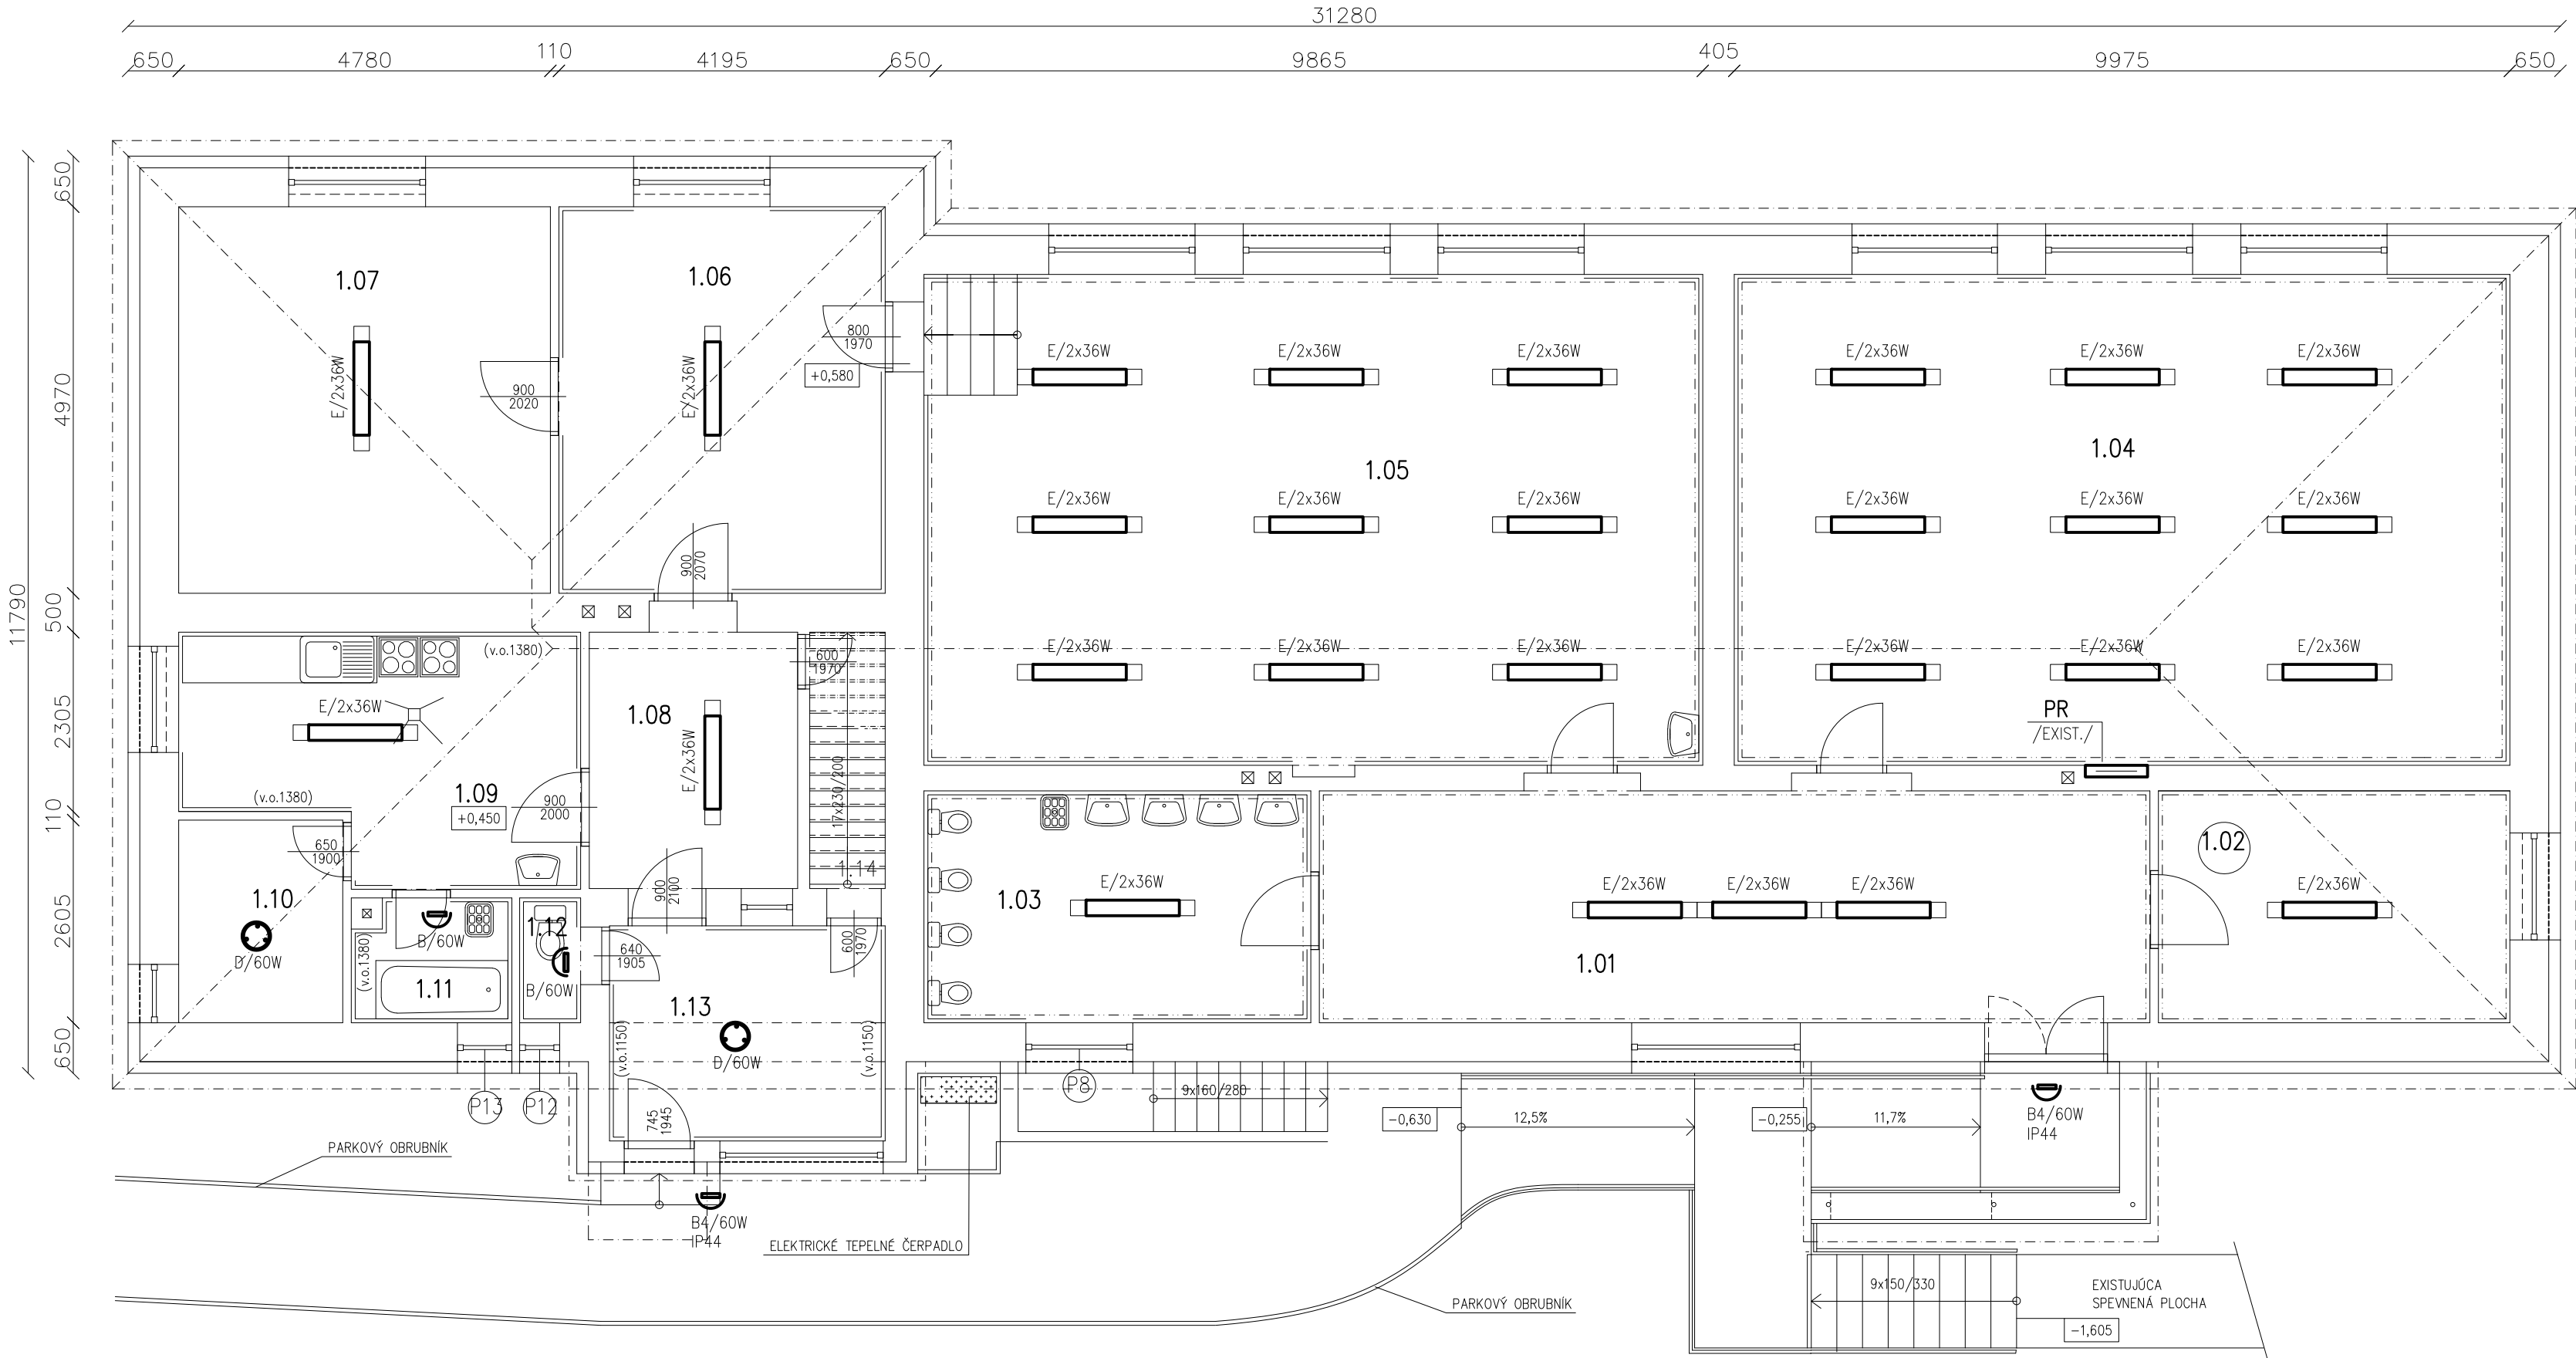 31280
650
4780
110
4195
650
9865
405
9975
650
11790
650
4970
500
2305
110
2605
650
1.07
E/2x36W
900
2020
1.06
E/2x36W
800
1970
+0,580
900
2070
1.05
E/2x36W
E/2x36W
E/2x36W
E/2x36W
E/2x36W
E/2x36W
E/2x36W
E/2x36W
E/2x36W
1.04
E/2x36W
E/2x36W
E/2x36W
E/2x36W
E/2x36W
E/2x36W
E/2x36W
E/2x36W
E/2x36W
PR
/EXIST./
(v.o.1380)
E/2x36W
(v.o.1380)
1.09
+0,450
900
2000
1.08
E/2x36W
600
1970
17x230/200
1.14
900
2100
650
1900
1.10
D/60W
B/60W
(v.o.1380)
1.11
1.12
B/60W
640
1905
600
1970
1.13
D/60W
(v.o.1150)
(v.o.1150)
745
1945
1.03
E/2x36W
E/2x36W
E/2x36W
E/2x36W
1.01
1.02
E/2x36W
P13
P12
P8
9x160/280
-0,630
12,5%
-0,255
11,7%
B4/60W
IP44
PARKOVÝ OBRUBNÍK
B4/60W
IP44
ELEKTRICKÉ TEPELNÉ ČERPADLO
PARKOVÝ OBRUBNÍK
9x150/330
EXISTUJÚCA
SPEVNENÁ PLOCHA
-1,605